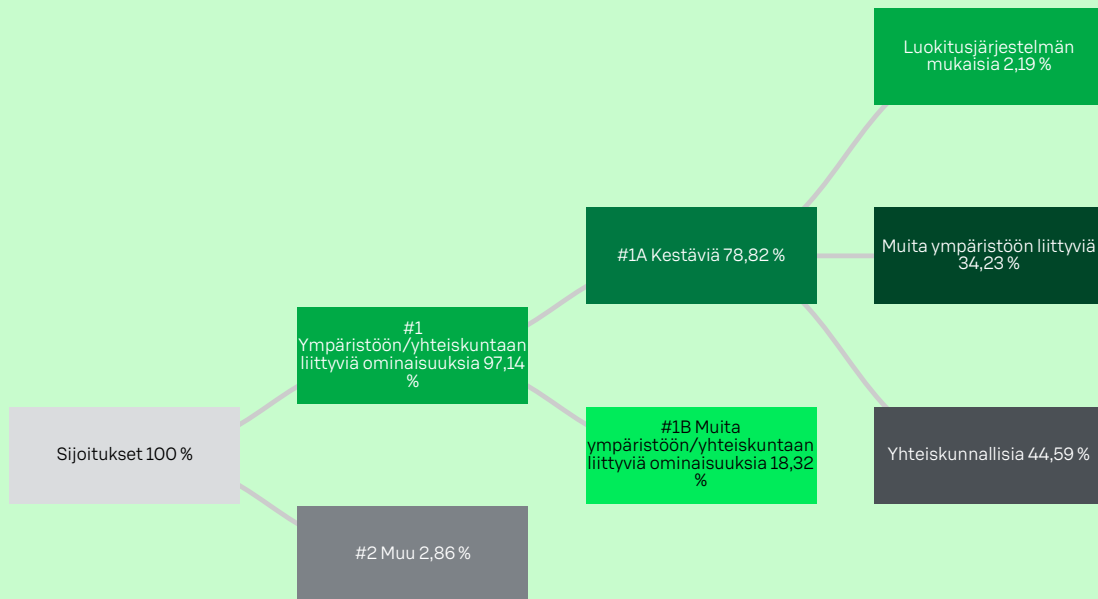 Luokitusjärjestelmän
mukaisia 2,19 %
#1A Kestäviä 78,82 %
Muita ympäristöön liittyviä
34,23 %
#1
Ympäristöön/yhteiskuntaan
liittyviä ominaisuuksia 97,14
%
Sijoitukset 100 %
#1B Muita
ympäristöön/yhteiskuntaan
liittyviä ominaisuuksia 18,32
%
Yhteiskunnallisia 44,59 %
#2 Muu 2,86 %